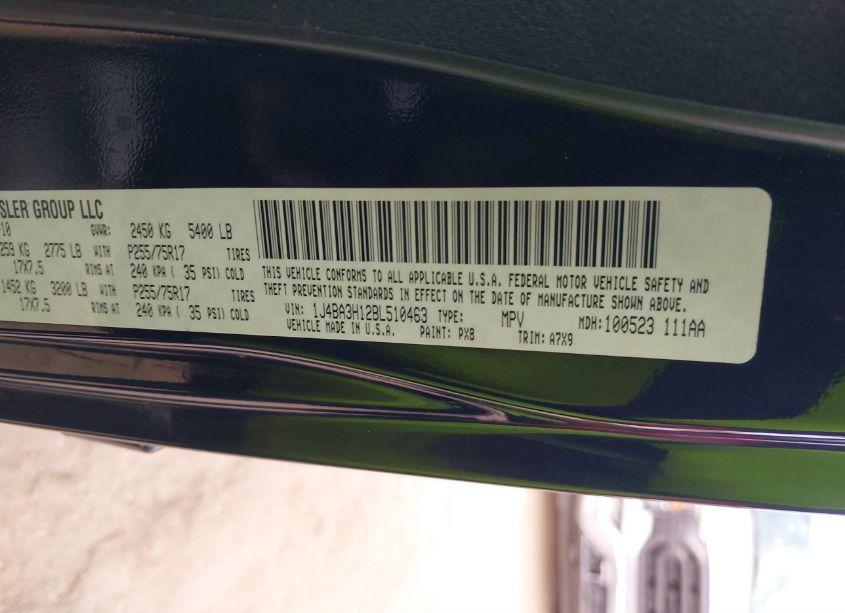 SLER GROUP LLC
-10 GVWR: 2450 KG 5400 LB
259 KG 2775 LB WITH P255/75R17 TIRES
17X7.5 RIMS AT 240 KPA ( 35 PSI) COLD
1452 KG 3200 LB WITH P255/75R17 TIRES
17X7.5 RIMS AT 240 KPA ( 35 PSI) COLD
THIS VEHICLE CONFORMS TO ALL APPLICABLE U.S.A. FEDERAL MOTOR VEHICLE SAFETY AND
THEFT PREVENTION STANDARDS IN EFFECT ON THE DATE OF MANUFACTURE SHOWN ABOVE.
VIN: 1J4BA3H12BL510463 TYPE: MPV MDH: 100523 111AA
VEHICLE MADE IN U.S.A. PAINT: PX8 TRIM: A7X9